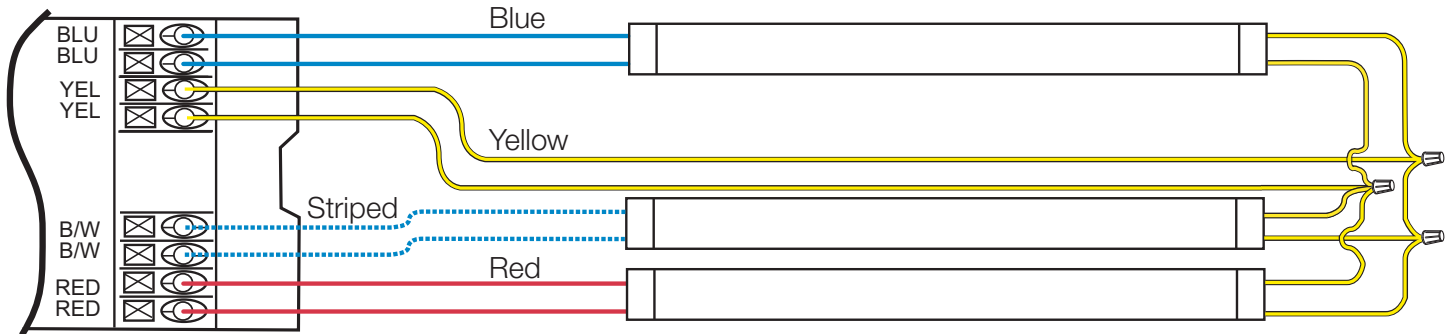 BLU
BLU
YEL
YEL
B/W
B/W
RED
RED
Blue
Yellow
Striped
Red